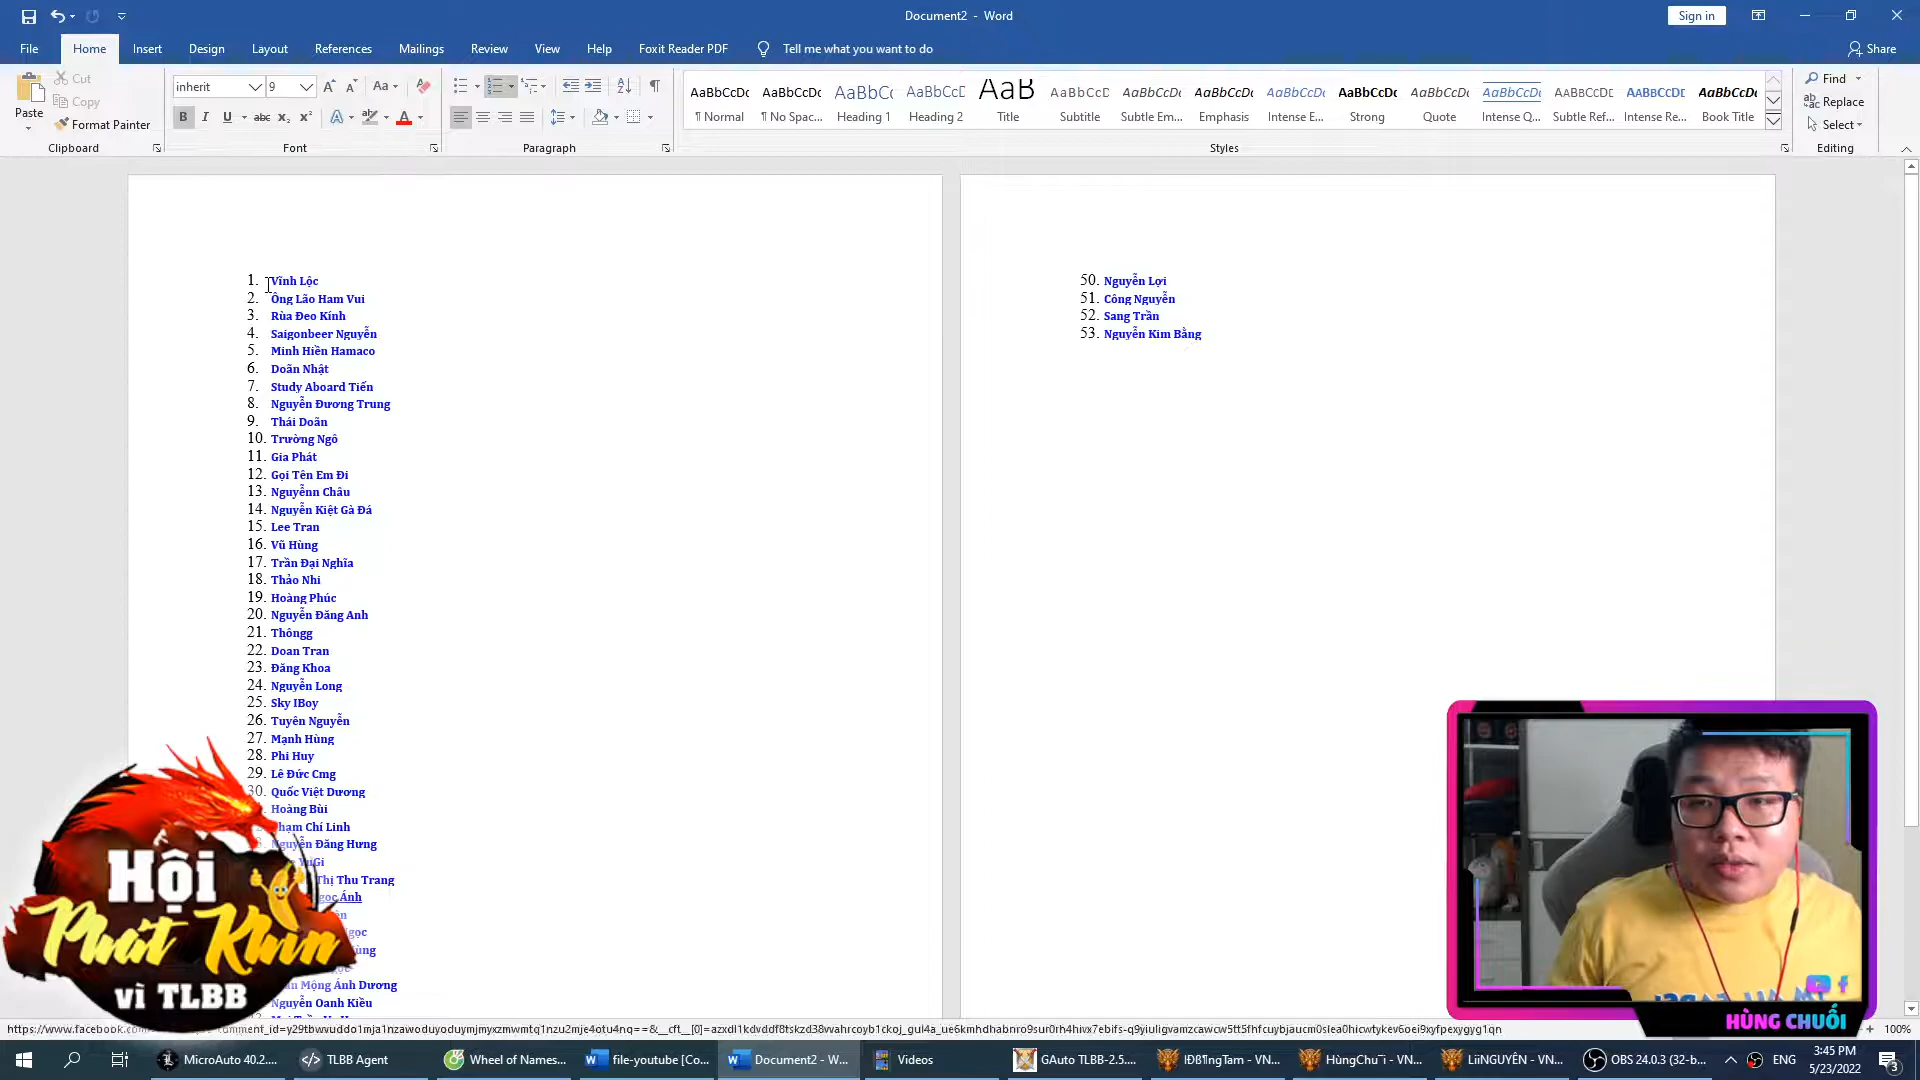 Document2 - Word
Sign in
File Home Insert Design Layout References Mailings Review View Help Foxit Reader PDF Tell me what you want to do Share
Paste
Cut
Copy
Format Painter
Clipboard
inherit 9
Font
Paragraph
AaBbCcDc AaBbCcDc AaBbCc AaBbCcD AaB AaBbCcD AaBbCcDc AaBbCcDc AaBbCcDc AaBbCcDc AaBbCcDc AaBbCcDc AaBbCcDc AaBbCcDc AaBbCcDc
¶ Normal ¶ No Spac... Heading 1 Heading 2 Title Subtitle Subtle Em... Emphasis Intense E... Strong Quote Intense Q... Subtle Ref... Intense Re... Book Title
Styles
Find
Replace
Select
Editing
1. Vĩnh Lộc
2. Ông Lão Ham Vui
3. Rùa Đeo Kính
4. Saigonbeer Nguyễn
5. Minh Hiền Hamaco
6. Doãn Nhật
7. Study Aboard Tiến
8. Nguyễn Đương Trung
9. Thái Doãn
10. Trường Ngô
11. Gia Phát
12. Gọi Tên Em Đi
13. Nguyễnn Châu
14. Nguyễn Kiệt Gà Đá
15. Lee Tran
16. Vũ Hùng
17. Trần Đại Nghĩa
18. Thảo Nhi
19. Hoàng Phúc
20. Nguyễn Đăng Anh
21. Thôngg
22. Doan Tran
23. Đăng Khoa
24. Nguyễn Long
25. Sky IBoy
26. Tuyên Nguyễn
27. Mạnh Hùng
28. Phi Huy
29. Lê Đức Cmg
30. Quốc Việt Dương
Hoàng Bùi
Chí Linh
Nguyễn Đăng Hưng
Thị Thu Trang
Ánh
Mộng Ánh Dương
Nguyễn Oanh Kiều
50. Nguyễn Lợi
51. Công Nguyễn
52. Sang Trần
53. Nguyễn Kim Bằng
Hội
Phát Khùn
vì TLBB
HÙNG CHUỐI
100%
MicroAuto 40.2.... TLBB Agent Wheel of Names... file-youtube [Co... Document2 - W... Videos GAuto TLBB-2.5.... lÐß¶ngTam - VN... HùngChu¯i - VN... LiiNGUYÊN - VN... OBS 24.0.3 (32-b... ENG
3:45 PM
5/23/2022
3